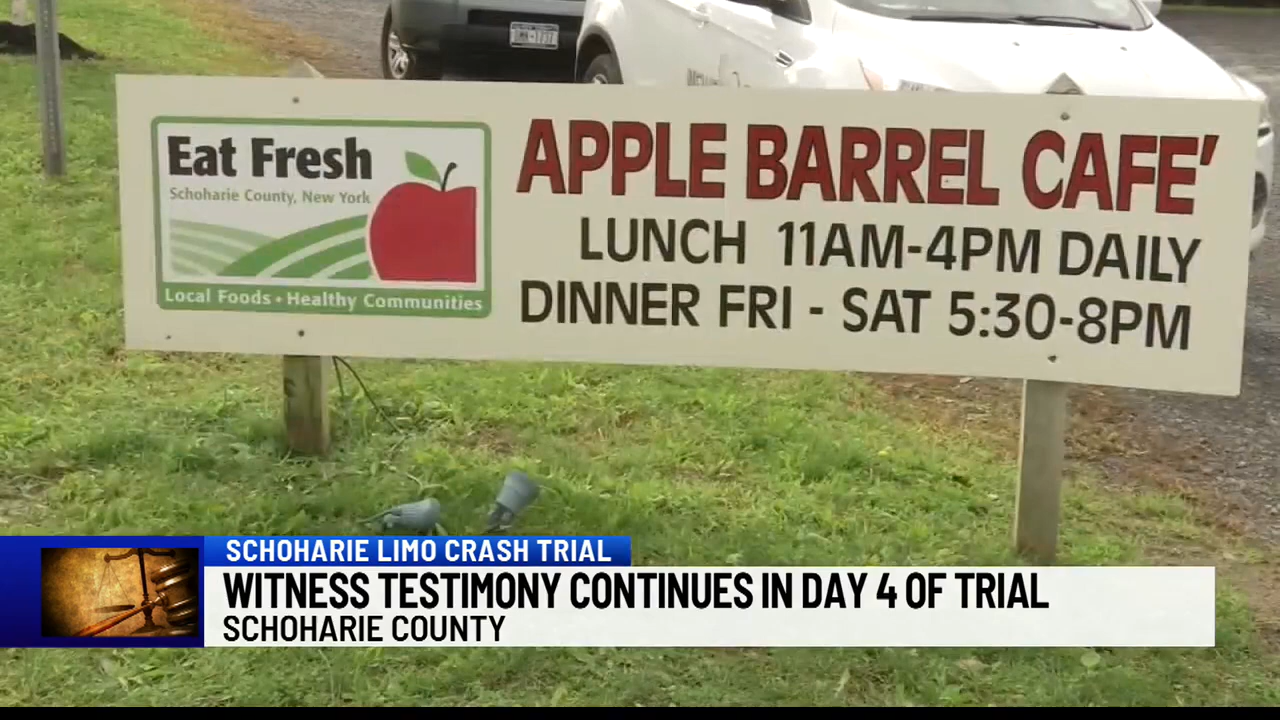 Eat Fresh
Schoharie County, New York
Local Foods • Healthy Communities
APPLE BARREL CAFE'
LUNCH 11AM-4PM DAILY
DINNER FRI - SAT 5:30-8PM
SCHOHARIE LIMO CRASH TRIAL
WITNESS TESTIMONY CONTINUES IN DAY 4 OF TRIAL
SCHOHARIE COUNTY